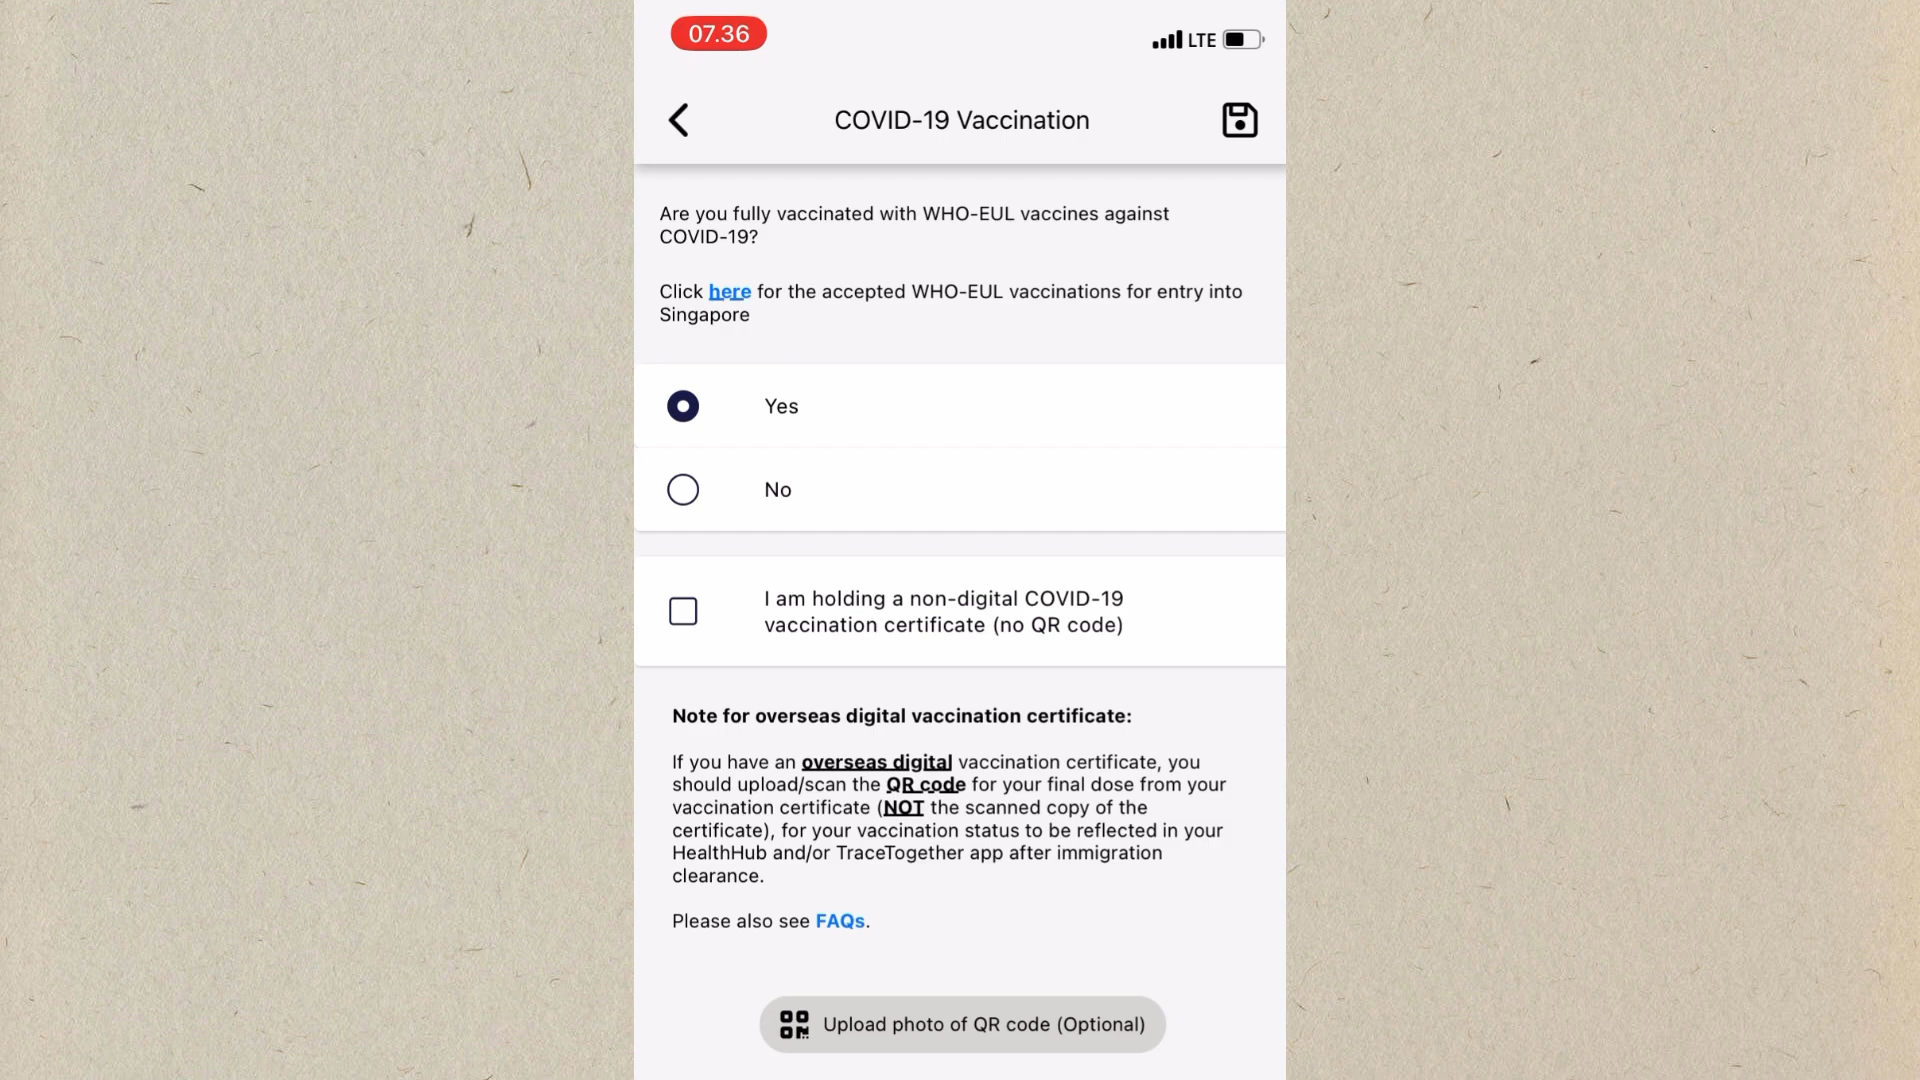 07.36
LTE
COVID-19 Vaccination
Are you fully vaccinated with WHO-EUL vaccines against
COVID-19?
Click here for the accepted WHO-EUL vaccinations for entry into
Singapore
Yes
No
I am holding a non-digital COVID-19
vaccination certificate (no QR code)
Note for overseas digital vaccination certificate:
If you have an overseas digital vaccination certificate, you
should upload/scan the QR code for your final dose from your
vaccination certificate (NOT the scanned copy of the
certificate), for your vaccination status to be reflected in your
HealthHub and/or TraceTogether app after immigration
clearance.
Please also see FAQs.
Upload photo of QR code (Optional)